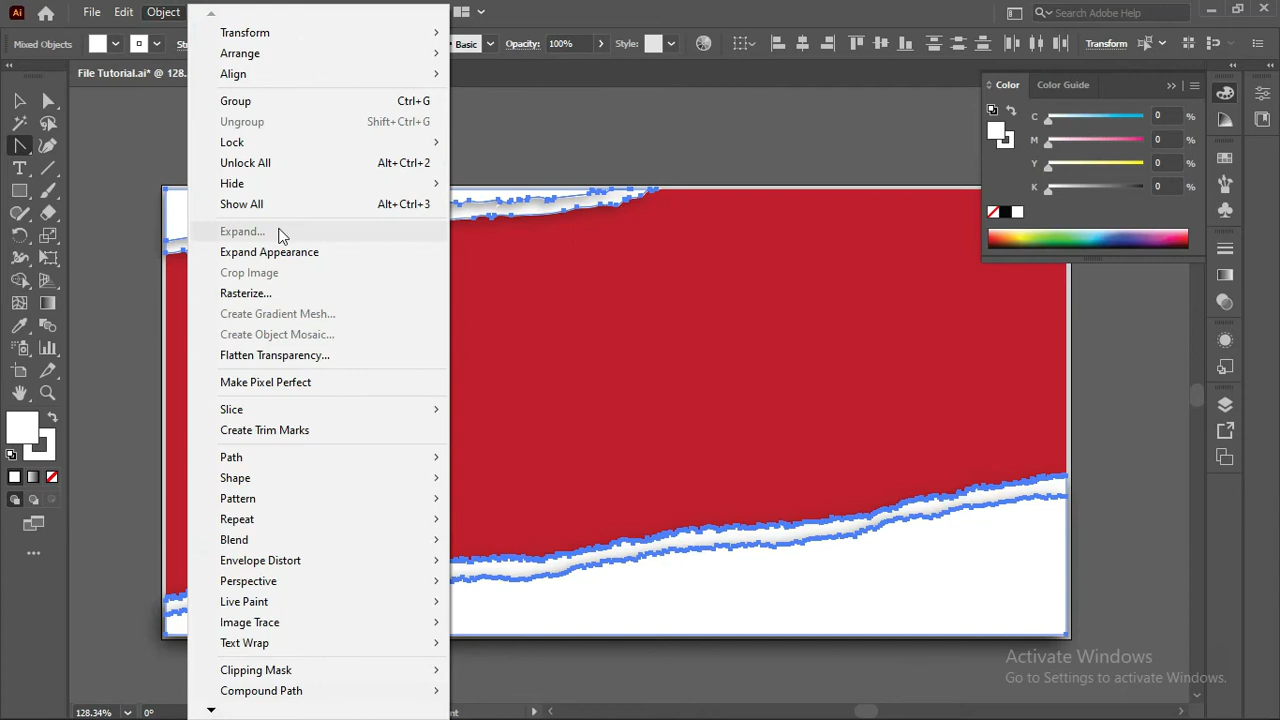 Ai File Edit Object Search Adobe Help
Mixed Objects Basic Opacity: 100% Style: Transform
File Tutorial.ai* @ 128.
Transform
Arrange
Align
Group Ctrl+G
Ungroup Shift+Ctrl+G
Lock
Unlock All Alt+Ctrl+2
Hide
Show All Alt+Ctrl+3
Expand...
Expand Appearance
Crop Image
Rasterize...
Create Gradient Mesh...
Create Object Mosaic...
Flatten Transparency...
Make Pixel Perfect
Slice
Create Trim Marks
Path
Shape
Pattern
Repeat
Blend
Envelope Distort
Perspective
Live Paint
Image Trace
Text Wrap
Clipping Mask
Compound Path
Color Color Guide
C 0 %
M 0 %
Y 0 %
K 0 %
Activate Windows
Go to Settings to activate Windows.
128.34% 0°